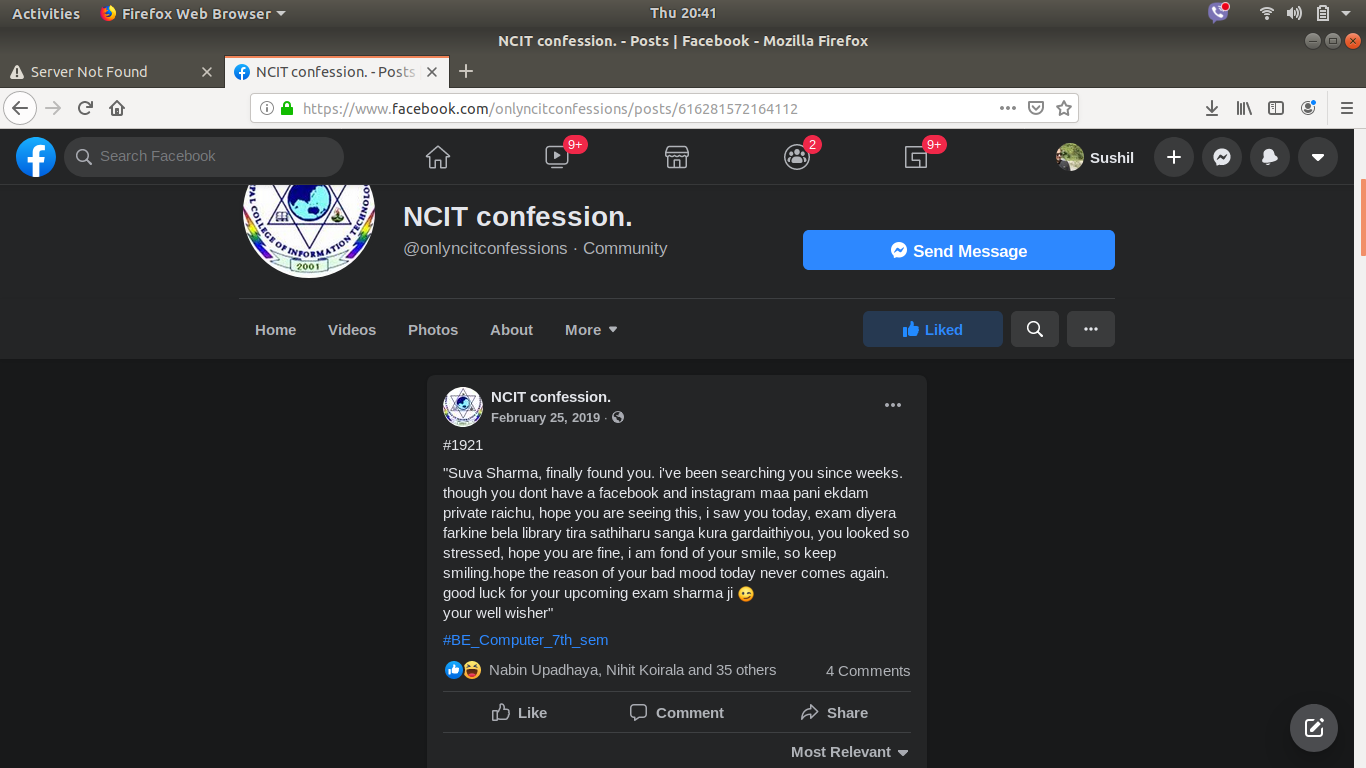 Activities Firefox Web Browser Thu 20:41
NCIT confession. - Posts | Facebook - Mozilla Firefox
Server Not Found NCIT confession. - Posts
https://www.facebook.com/onlyncitconfessions/posts/616281572164112
Search Facebook 9+ 2 9+ Sushil
COLLEGE OF INFORMATION TECHNOLOGY
2001
NCIT confession.
@onlyncitconfessions · Community
Send Message
Home Videos Photos About More Liked
NCIT confession.
February 25, 2019 ·
#1921
"Suva Sharma, finally found you. i've been searching you since weeks.
though you dont have a facebook and instagram maa pani ekdam
private raichu, hope you are seeing this, i saw you today, exam diyera
farkine bela library tira sathiharu sanga kura gardaithiyou, you looked so
stressed, hope you are fine, i am fond of your smile, so keep
smiling.hope the reason of your bad mood today never comes again.
good luck for your upcoming exam sharma ji 😉
your well wisher"
#BE_Computer_7th_sem
Nabin Upadhaya, Nihit Koirala and 35 others 4 Comments
Like Comment Share
Most Relevant